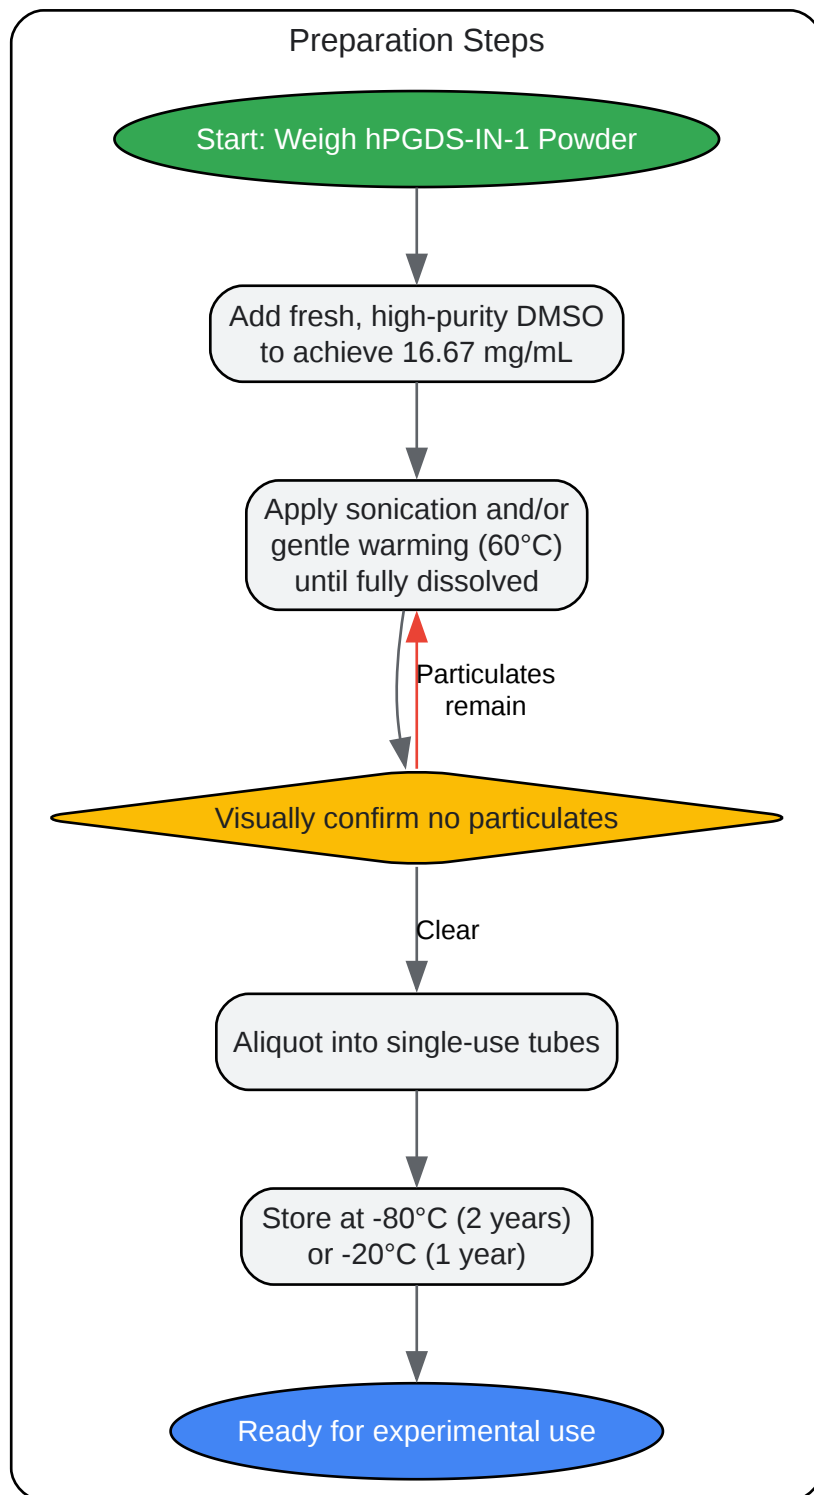 Preparation Steps
Start: Weigh hPGDS-IN-1 Powder
Add fresh, high-purity DMSO
to achieve 16.67 mg/mL
Apply sonication and/or
gentle warming (60°C)
until fully dissolved
Particulates
remain
Visually confirm no particulates
Clear
Aliquot into single-use tubes
Store at -80°C (2 years)
or -20°C (1 year)
Ready for experimental use